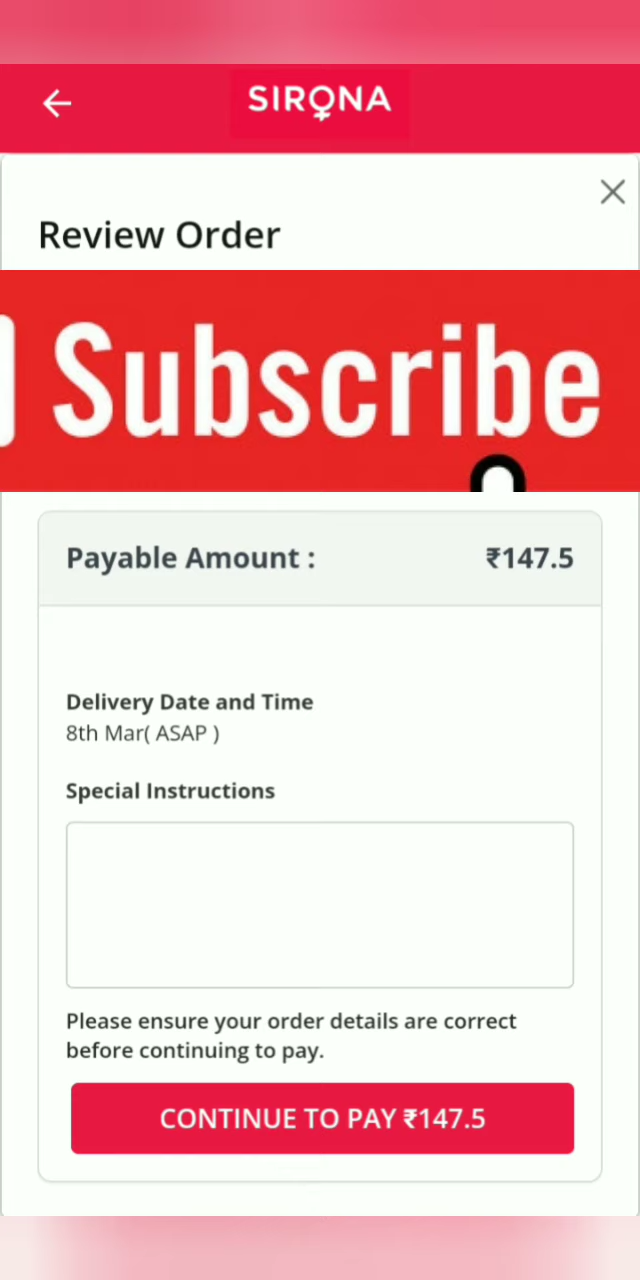 SIRONA
Review Order
Subscribe
Payable Amount : ₹147.5
Delivery Date and Time
8th Mar( ASAP )
Special Instructions
Please ensure your order details are correct
before continuing to pay.
CONTINUE TO PAY ₹147.5